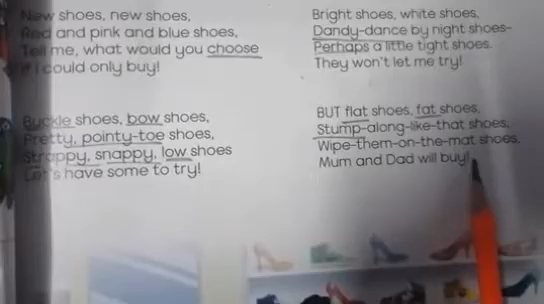 New shoes, new shoes,
Red and pink and blue shoes,
Tell me, what would you choose
If I could only buy!
Buckle shoes, bow shoes,
Pretty, pointy-toe shoes,
Strappy, snappy, low shoes
Let's have some to try!
Bright shoes, white shoes,
Dandy-dance by night shoes-
Perhaps a little tight shoes.
They won't let me try!
BUT flat shoes, fat shoes,
Stump-along-like-that shoes,
Wipe-them-on-the-mat shoes.
Mum and Dad will buy!